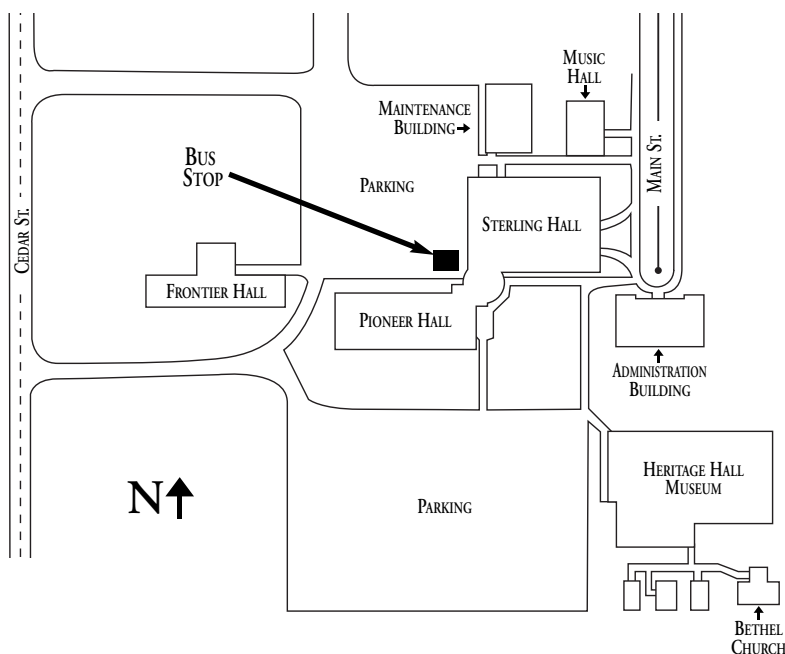 MUSIC
HALL
MAINTENANCE
BUILDING
BUS
STOP
PARKING
MAIN ST.
CEDAR ST.
STERLING HALL
FRONTIER HALL
PIONEER HALL
ADMINISTRATION
BUILDING
HERITAGE HALL
MUSEUM
N
PARKING
BETHEL
CHURCH